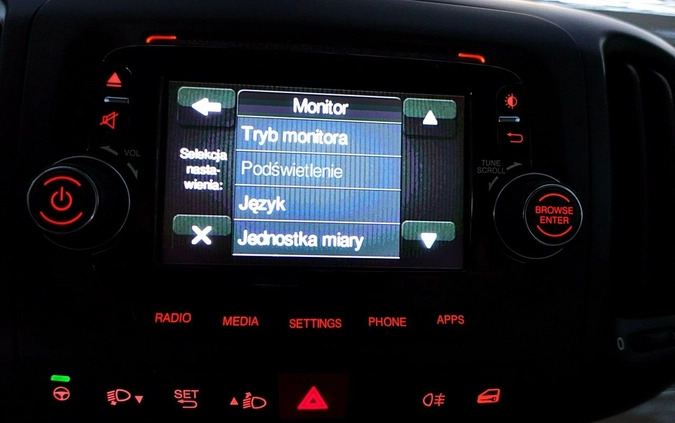 Monitor
Tryb monitora
Selekcja
nasta-
wienia:
Podświetlenie
Język
Jednostka miary
VOL
TUNE
SCROLL
BROWSE
ENTER
RADIO
MEDIA
SETTINGS
PHONE
APPS
SET